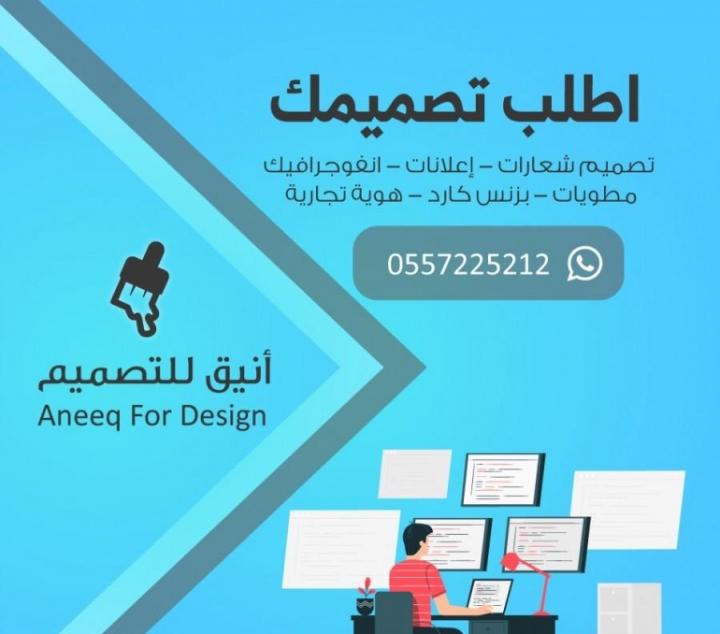 اطلب تصميمك
تصميم شعارات – إعلانات – انفوجرافيك
مطويات – بزنس كارد – هوية تجارية
0557225212
أنيق للتصميم
Aneeq For Design